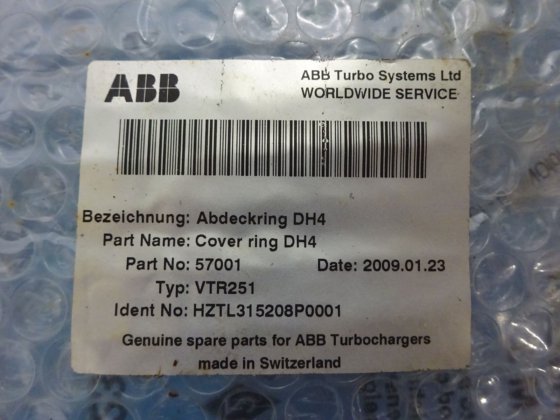 ABB
ABB Turbo Systems Ltd
WORLDWIDE SERVICE
Bezeichnung: Abdeckring DH4
Part Name: Cover ring DH4
Part No: 57001 Date: 2009.01.23
Typ: VTR251
Ident No: HZTL315208P0001
Genuine spare parts for ABB Turbochargers
made in Switzerland